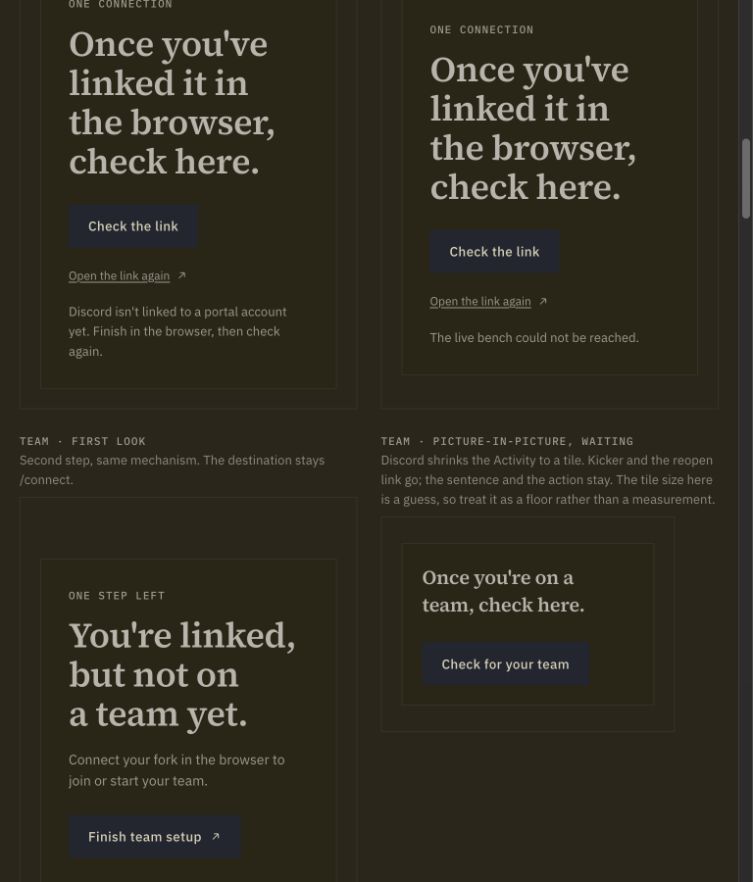 ONE CONNECTION
Once you've
linked it in
the browser,
check here.
Check the link
Open the link again ↗
Discord isn't linked to a portal account
yet. Finish in the browser, then check
again.
ONE CONNECTION
Once you've
linked it in
the browser,
check here.
Check the link
Open the link again ↗
The live bench could not be reached.
TEAM · FIRST LOOK
Second step, same mechanism. The destination stays
/connect.
ONE STEP LEFT
You're linked,
but not on
a team yet.
Connect your fork in the browser to
join or start your team.
Finish team setup ↗
TEAM · PICTURE-IN-PICTURE, WAITING
Discord shrinks the Activity to a tile. Kicker and the reopen
link go; the sentence and the action stay. The tile size here
is a guess, so treat it as a floor rather than a measurement.
Once you're on a
team, check here.
Check for your team